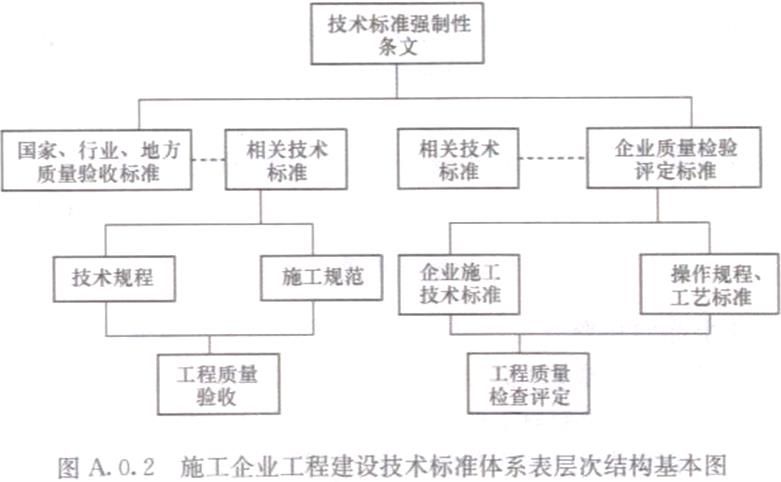 技术标准强制性
条文
国家、行业、地方
质量验收标准
相关技术
标准
相关技术
标准
企业质量检验
评定标准
技术规程
施工规范
企业施工
技术标准
操作规程、
工艺标准
工程质量
验收
工程质量
检查评定
图 A.0.2 施工企业工程建设技术标准体系表层次结构基本图